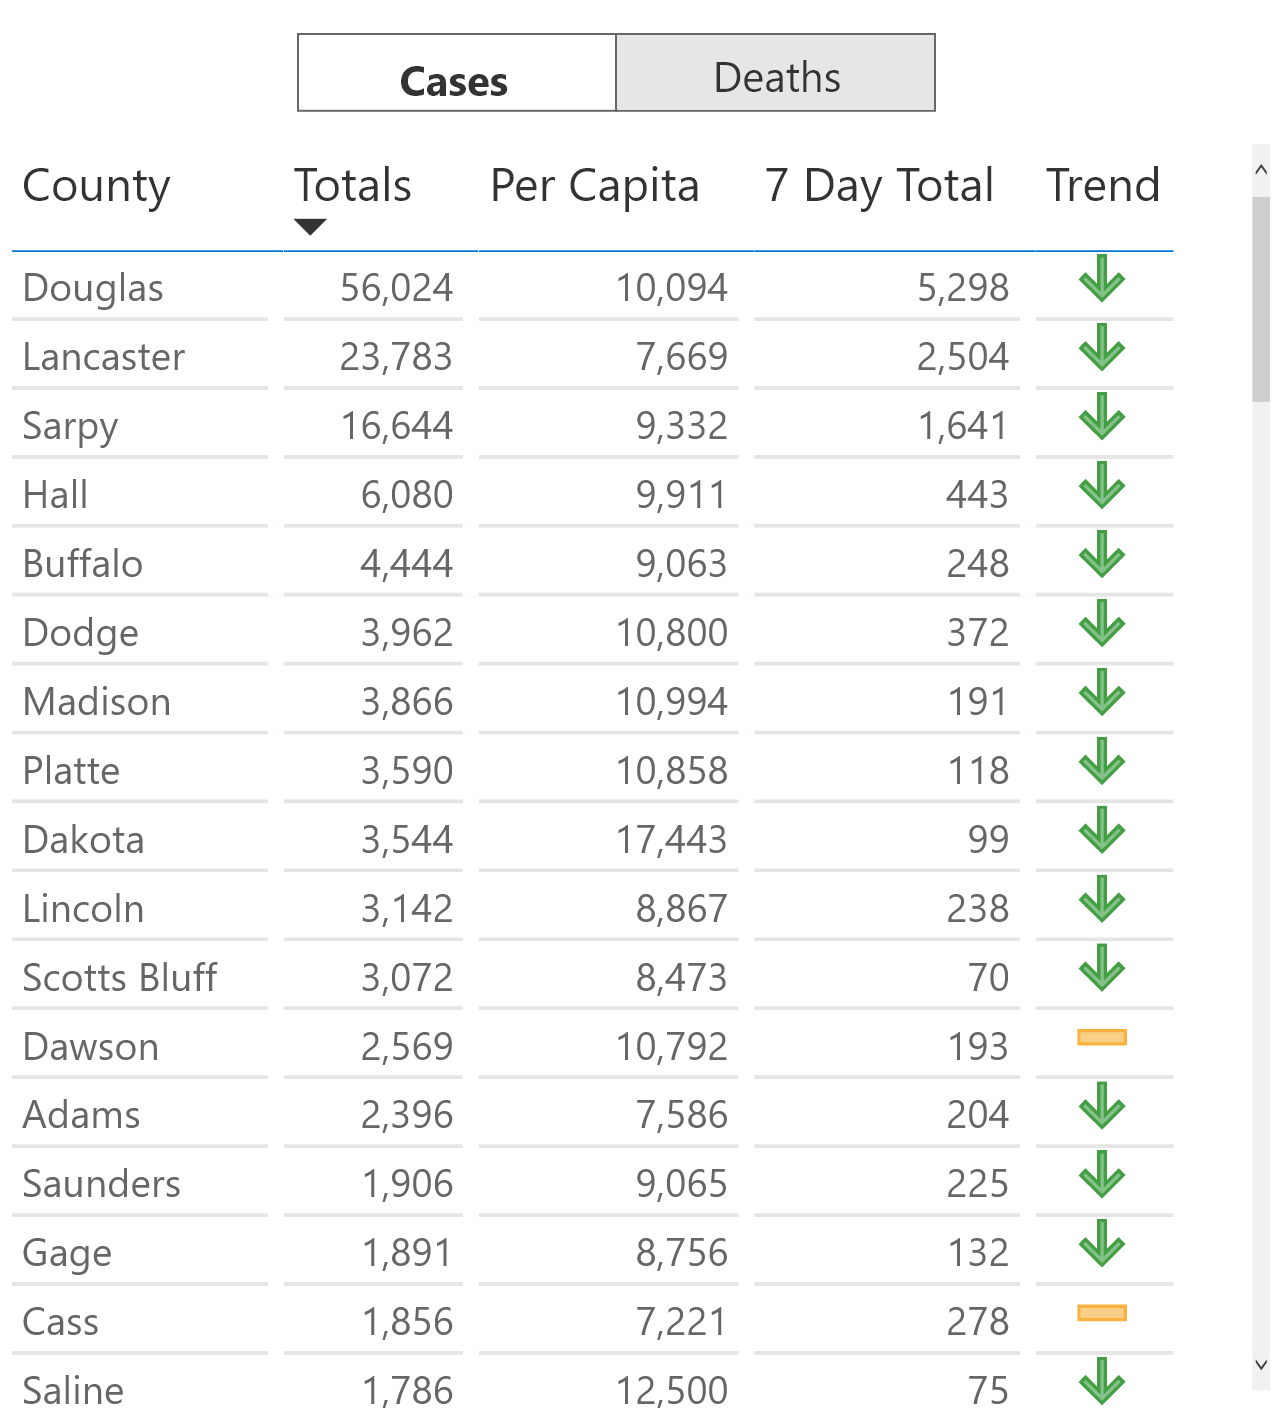 Cases Deaths
County Totals Per Capita 7 Day Total Trend
Douglas 56,024 10,094 5,298
Lancaster 23,783 7,669 2,504
Sarpy 16,644 9,332 1,641
Hall 6,080 9,911 443
Buffalo 4,444 9,063 248
Dodge 3,962 10,800 372
Madison 3,866 10,994 191
Platte 3,590 10,858 118
Dakota 3,544 17,443 99
Lincoln 3,142 8,867 238
Scotts Bluff 3,072 8,473 70
Dawson 2,569 10,792 193
Adams 2,396 7,586 204
Saunders 1,906 9,065 225
Gage 1,891 8,756 132
Cass 1,856 7,221 278
Saline 1,786 12,500 75